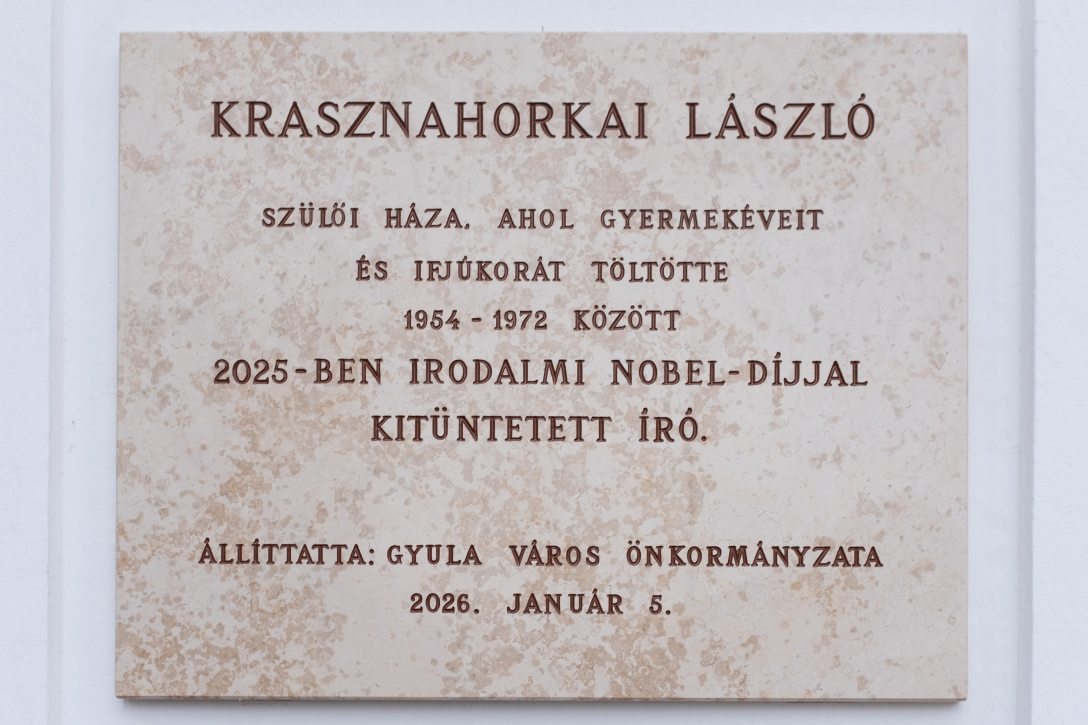 KRASZNAHORKAI LÁSZLÓ
SZÜLŐI HÁZA, AHOL GYERMEKÉVEIT
ÉS IFJÚKORÁT TÖLTÖTTE
1954 - 1972 KÖZÖTT
2025-BEN IRODALMI NOBEL-DÍJJAL
KITÜNTETETT ÍRÓ.
ÁLLÍTTATTA: GYULA VÁROS ÖNKORMÁNYZATA
2026. JANUÁR 5.